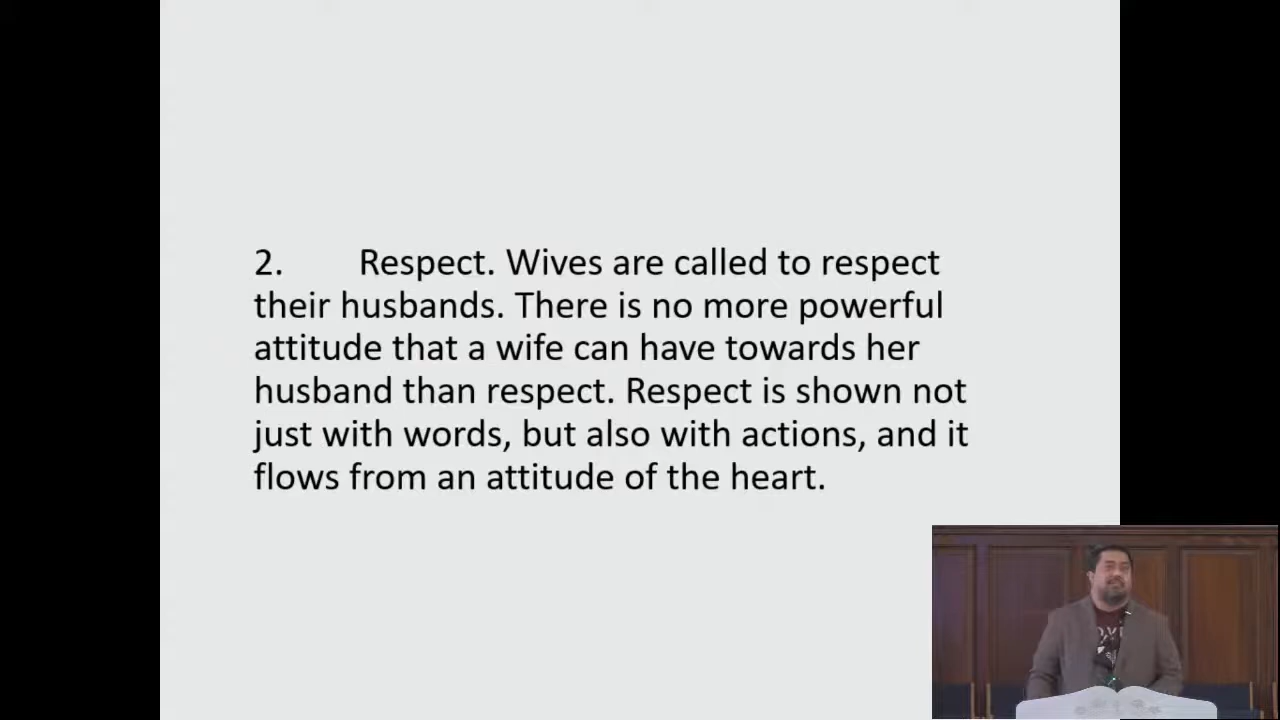 2. Respect. Wives are called to respect
their husbands. There is no more powerful
attitude that a wife can have towards her
husband than respect. Respect is shown not
just with words, but also with actions, and it
flows from an attitude of the heart.